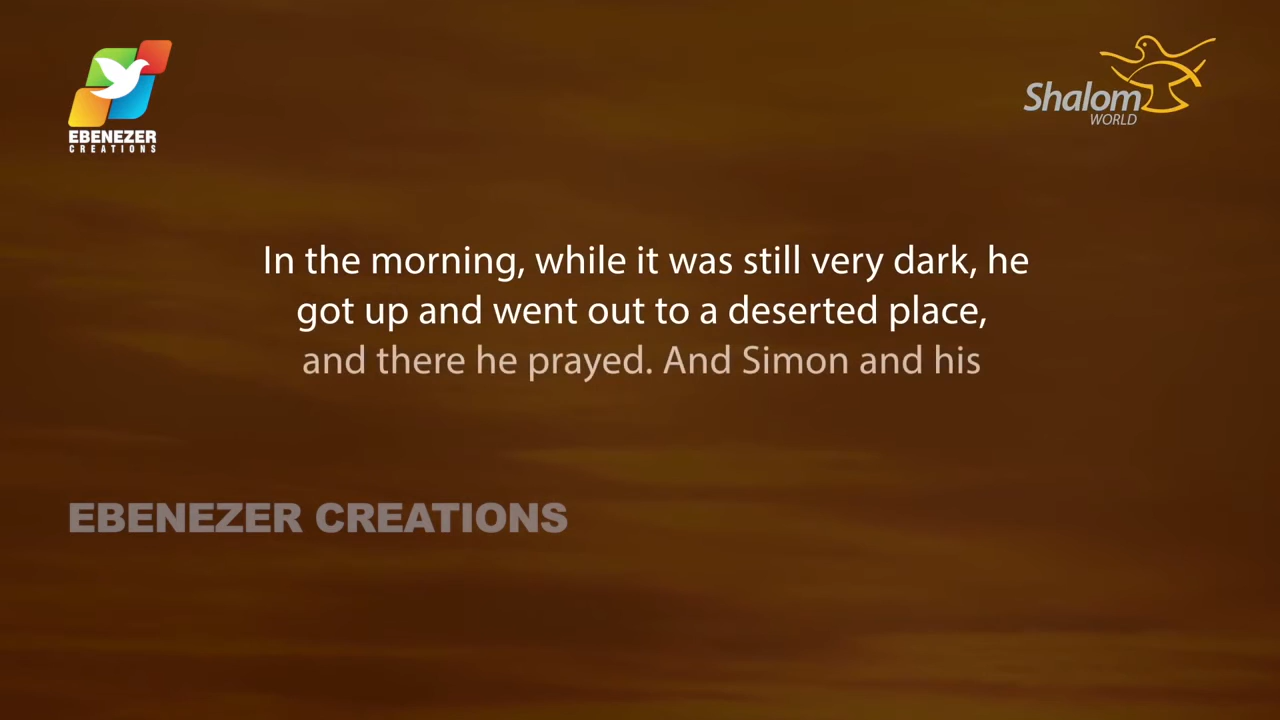 EBENEZER
CREATIONS
Shalom
WORLD
In the morning, while it was still very dark, he
got up and went out to a deserted place,
and there he prayed. And Simon and his
EBENEZER CREATIONS